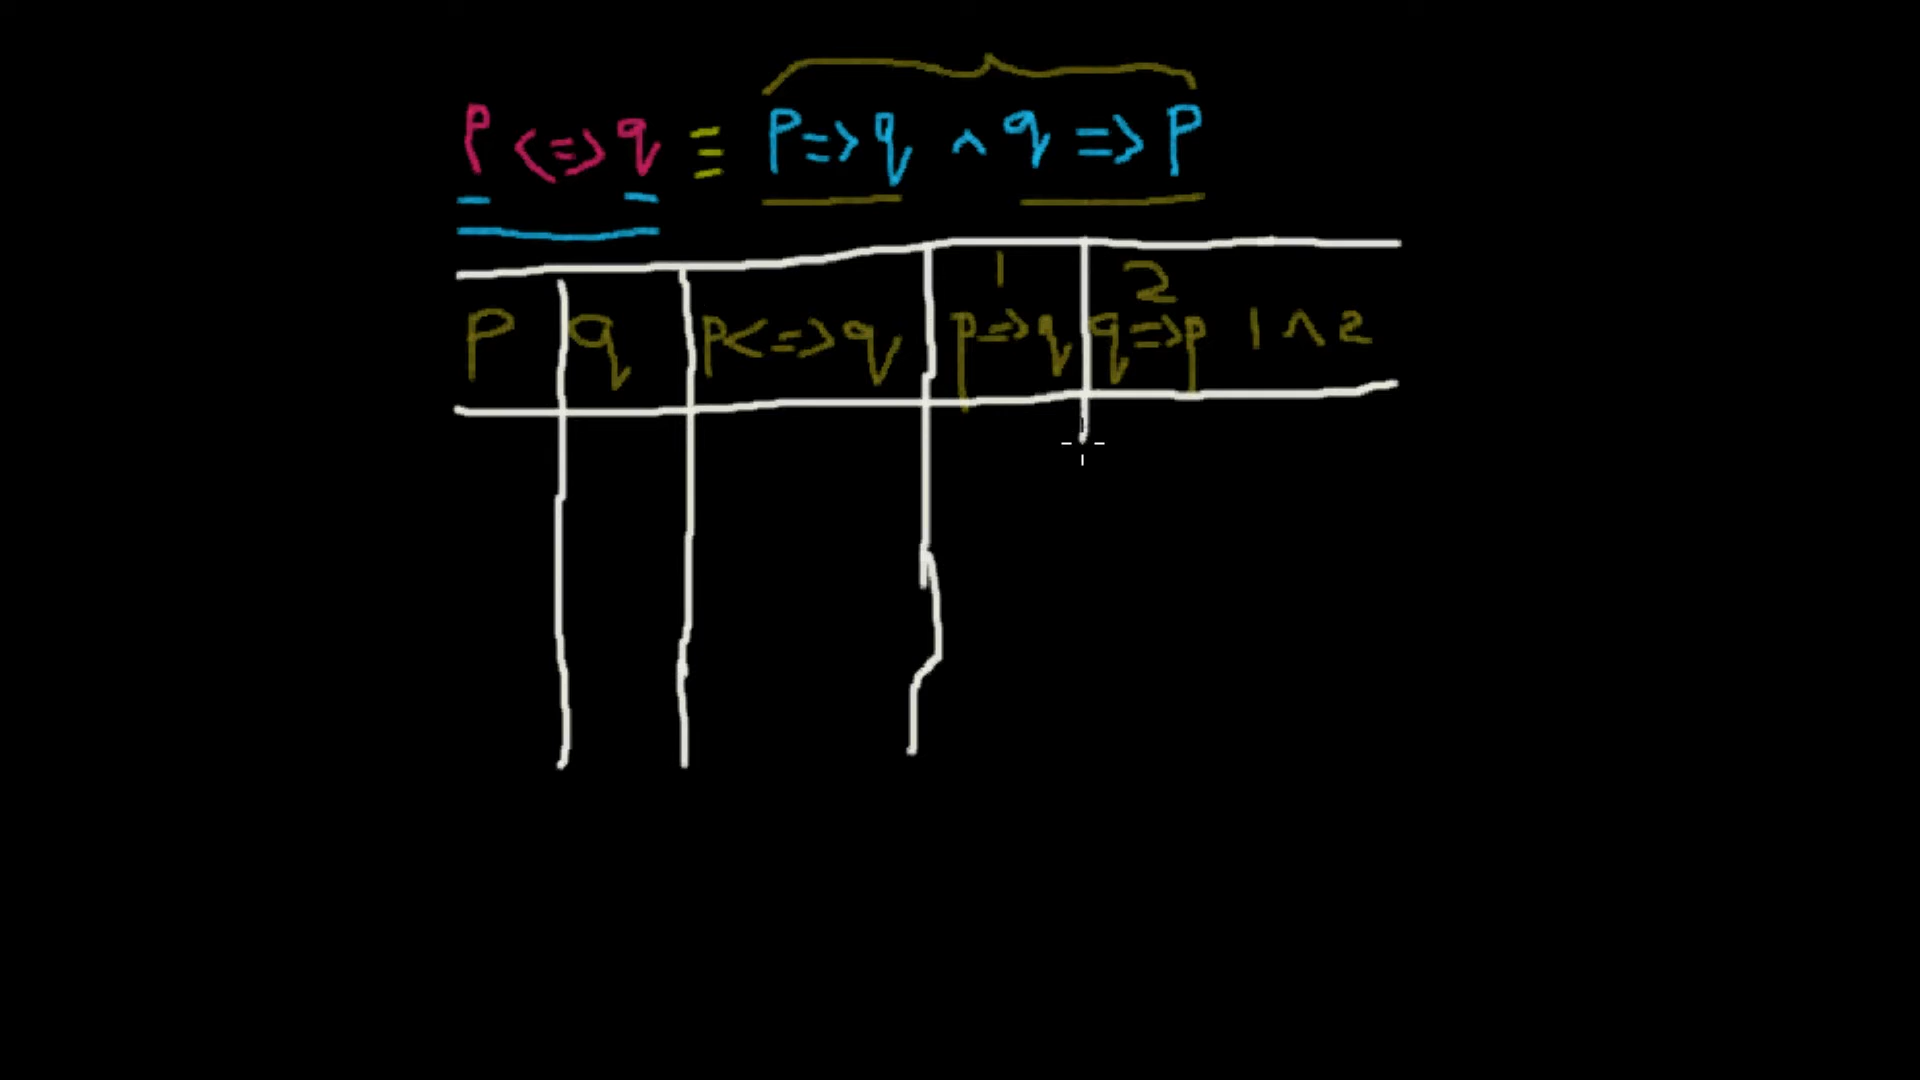 p <=> q ≡ p => q ∧ q => p
1 2
p q p <=> q p => q q => p 1 ∧ 2